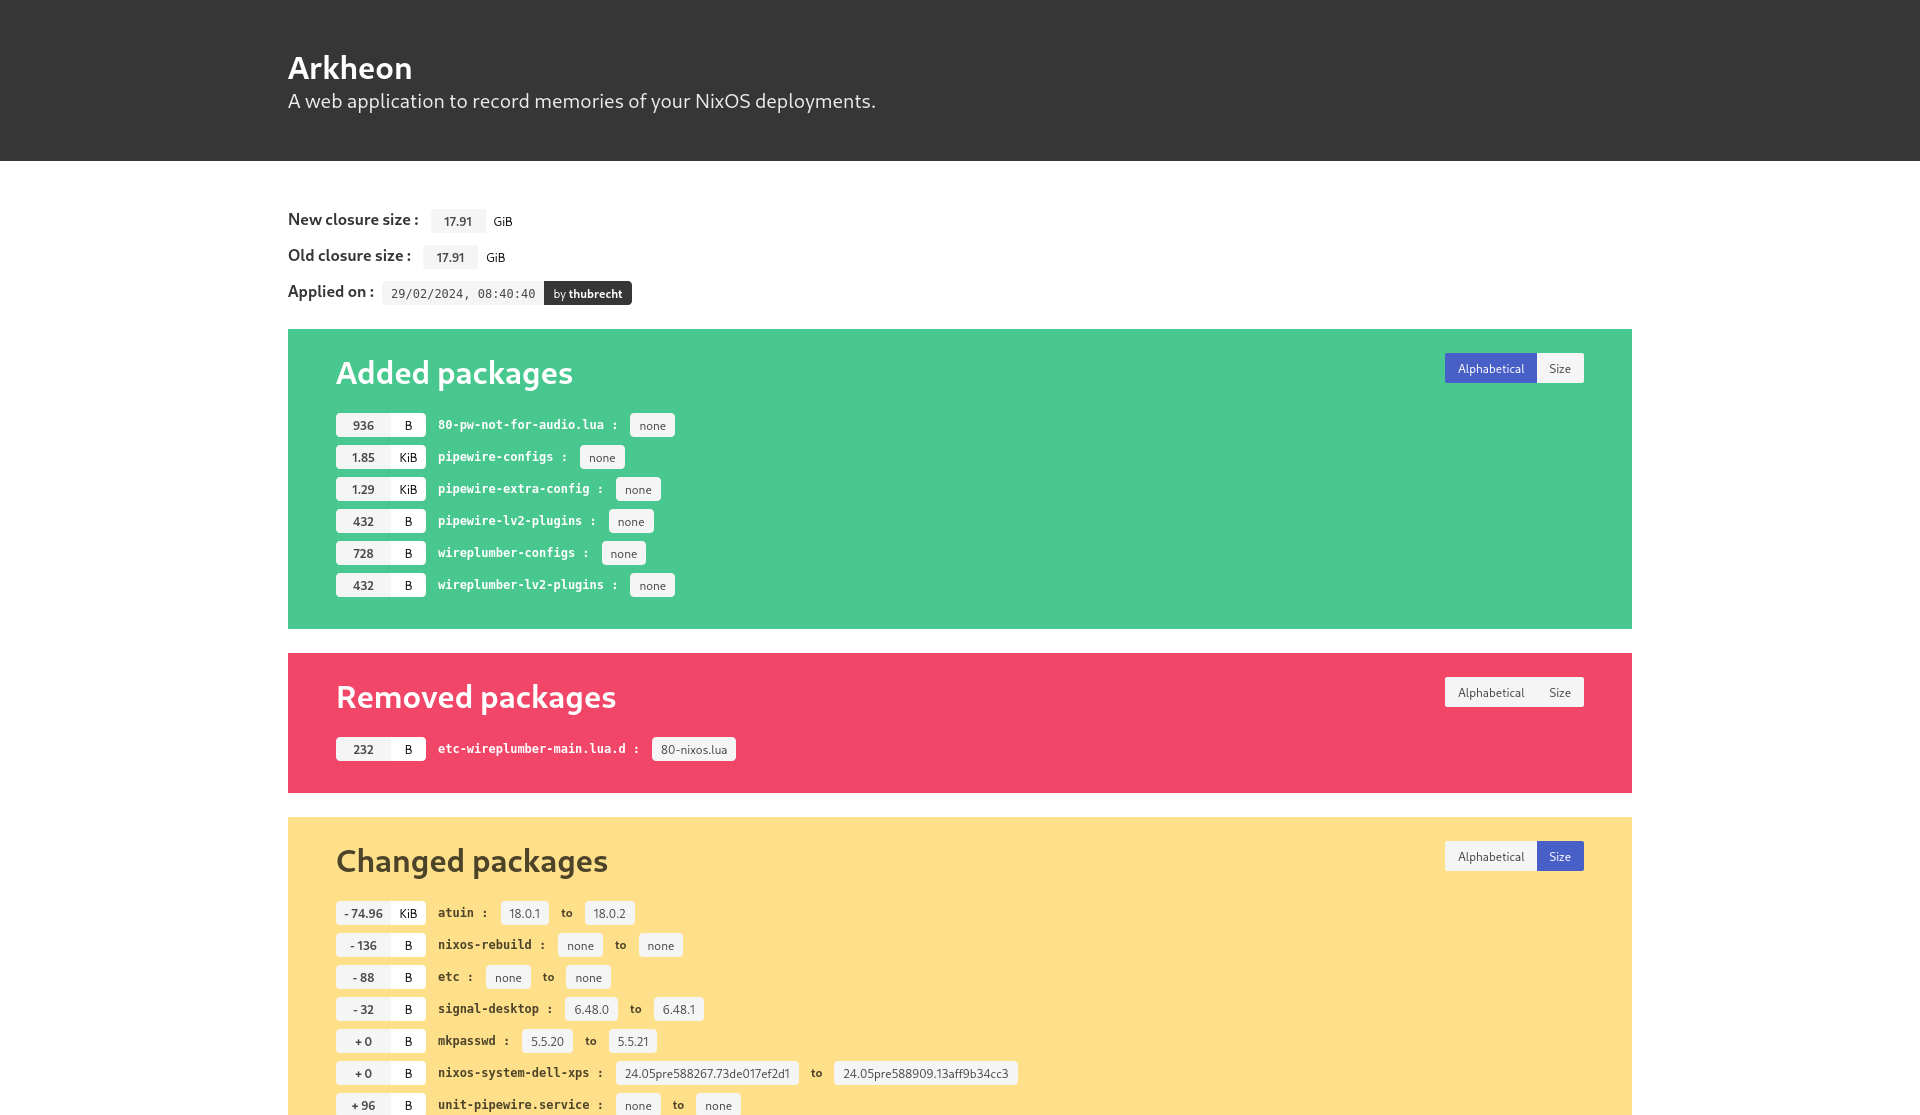 Arkheon
A web application to record memories of your NixOS deployments.
New closure size : 17.91 GiB
Old closure size : 17.91 GiB
Applied on : 29/02/2024, 08:40:40 by thubrecht
Added packages Alphabetical Size
936 B 80-pw-not-for-audio.lua : none
1.85 KiB pipewire-configs : none
1.29 KiB pipewire-extra-config : none
432 B pipewire-lv2-plugins : none
728 B wireplumber-configs : none
432 B wireplumber-lv2-plugins : none
Removed packages Alphabetical Size
232 B etc-wireplumber-main.lua.d : 80-nixos.lua
Changed packages Alphabetical Size
- 74.96 KiB atuin : 18.0.1 to 18.0.2
- 136 B nixos-rebuild : none to none
- 88 B etc : none to none
- 32 B signal-desktop : 6.48.0 to 6.48.1
+ 0 B mkpasswd : 5.5.20 to 5.5.21
+ 0 B nixos-system-dell-xps : 24.05pre588267.73de017ef2d1 to 24.05pre588909.13aff9b34cc3
+ 96 B unit-pipewire.service : none to none